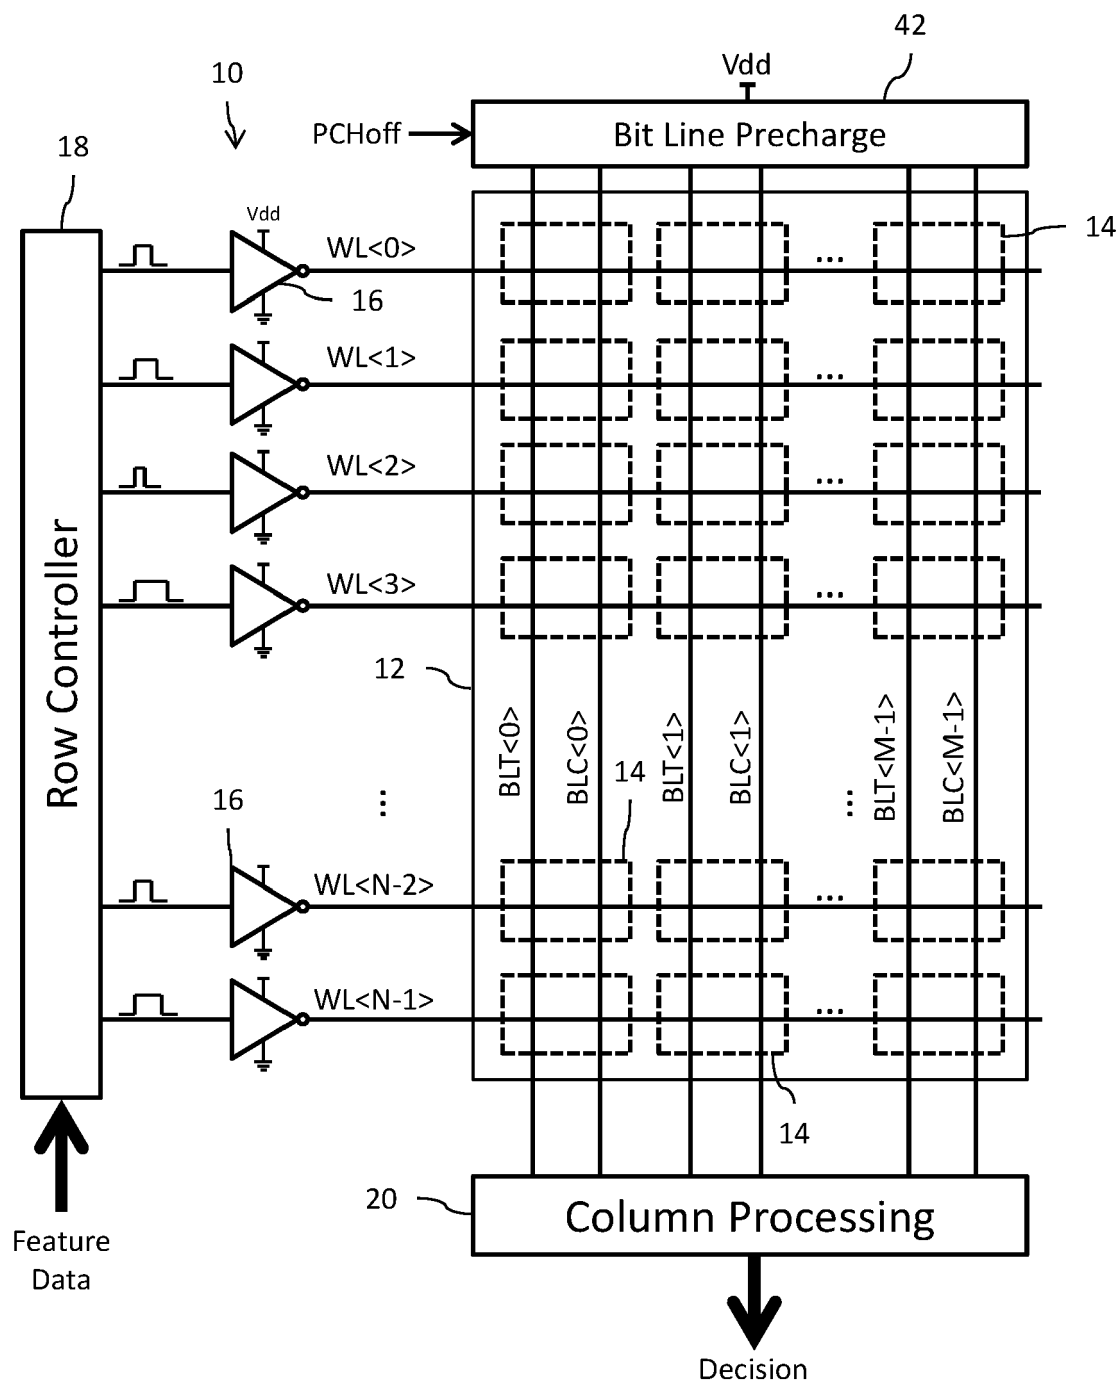 42
Vdd
10
PCHoff
Bit Line Precharge
18
Vdd
14
WL<0>
16
WL<1>
...
WL<2>
...
WL<3>
...
...
12
Row Controller
BLT<0>
BLC<0>
BLT<1>
BLC<1>
BLT<M-1>
BLC<M-1>
14
16
...
...
WL<N-2>
...
WL<N-1>
...
14
20
Column Processing
Feature
Data
Decision